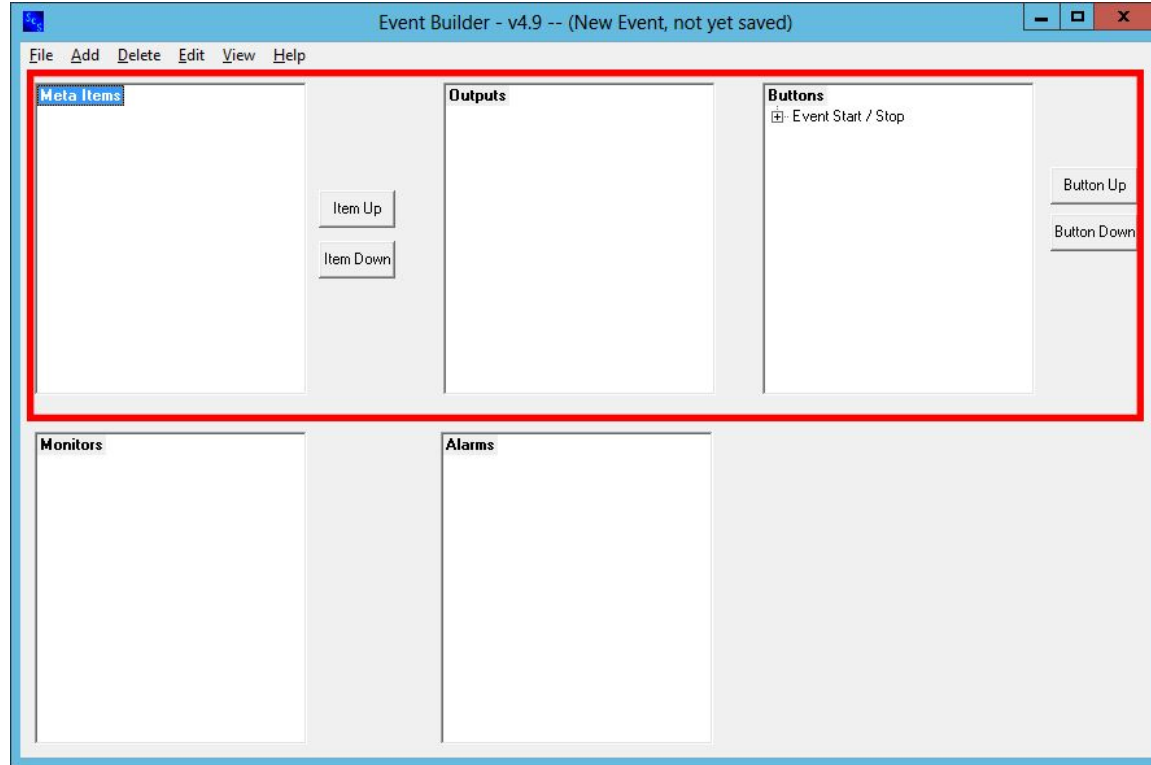 SCS
Event Builder - v4.9 -- (New Event, not yet saved)
File Add Delete Edit View Help
Meta Items
Item Up
Item Down
Outputs
Buttons
Event Start / Stop
Button Up
Button Down
Monitors
Alarms